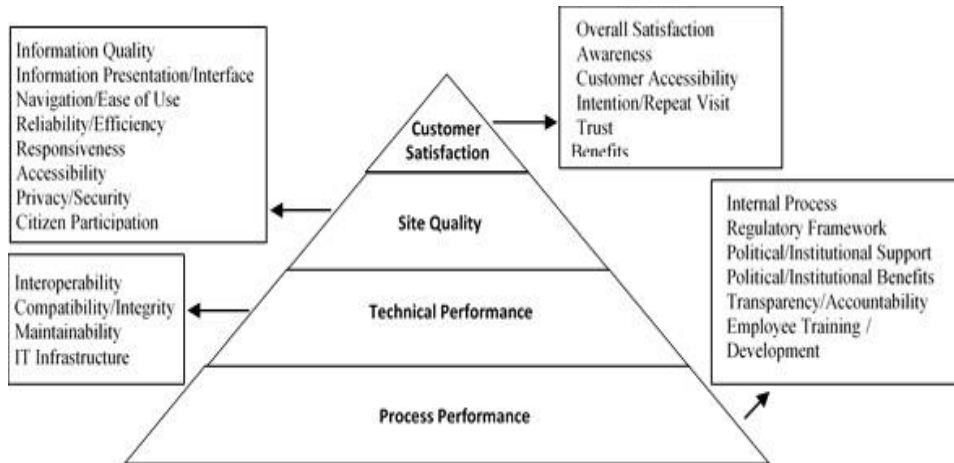 Information Quality
Information Presentation/Interface
Navigation/Ease of Use
Reliability/Efficiency
Responsiveness
Accessibility
Privacy/Security
Citizen Participation
Overall Satisfaction
Awareness
Customer Accessibility
Intention/Repeat Visit
Trust
Benefits
Customer
Satisfaction
Site Quality
Interoperability
Compatibility/Integrity
Maintainability
IT Infrastructure
Technical Performance
Internal Process
Regulatory Framework
Political/Institutional Support
Political/Institutional Benefits
Transparency/Accountability
Employee Training /
Development
Process Performance